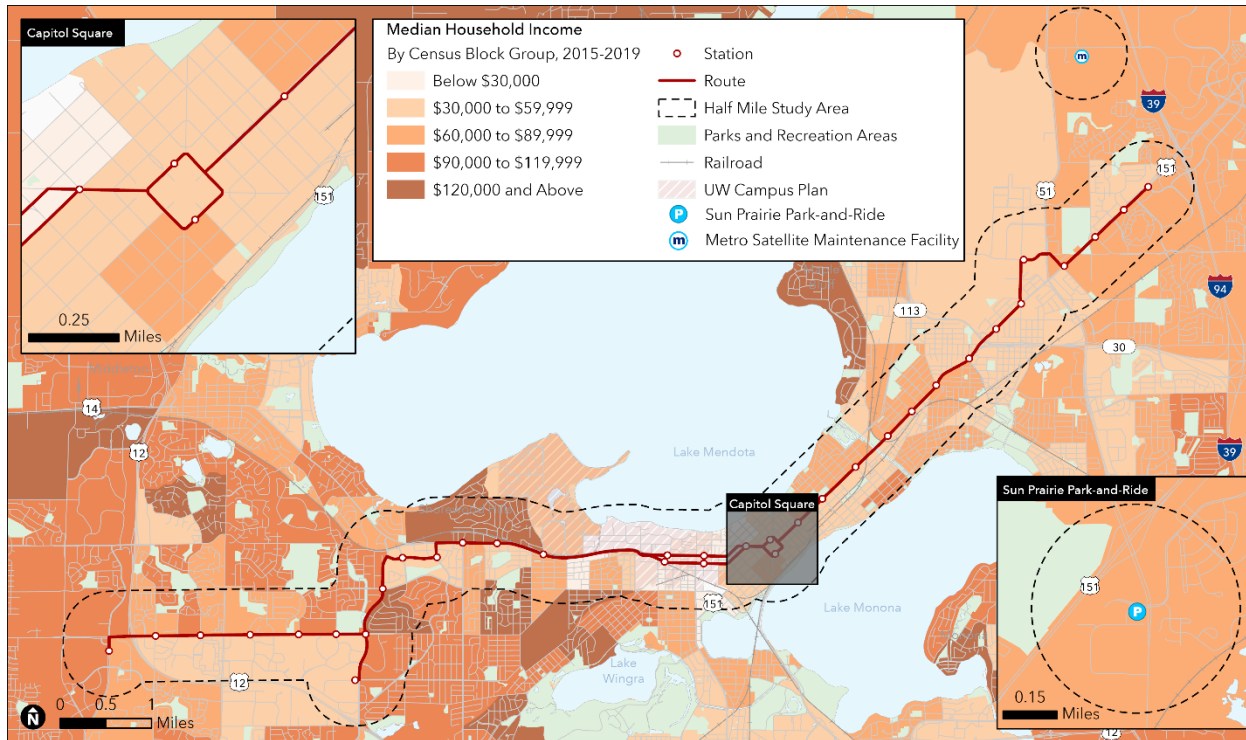 Capitol Square
0.25
Miles
151
Median Household Income
By Census Block Group, 2015-2019
Below $30,000
$30,000 to $59,999
$60,000 to $89,999
$90,000 to $119,999
$120,000 and Above
Station
Route
Half Mile Study Area
Parks and Recreation Areas
Railroad
UW Campus Plan
P
Sun Prairie Park-and-Ride
m
Metro Satellite Maintenance Facility
m
39
151
51
94
113
30
14
12
39
Lake Mendota
Capitol Square
Sun Prairie Park-and-Ride
151
P
0.15
Miles
151
Lake Monona
Lake
Wingra
12
12
N
0
0.5
1
Miles